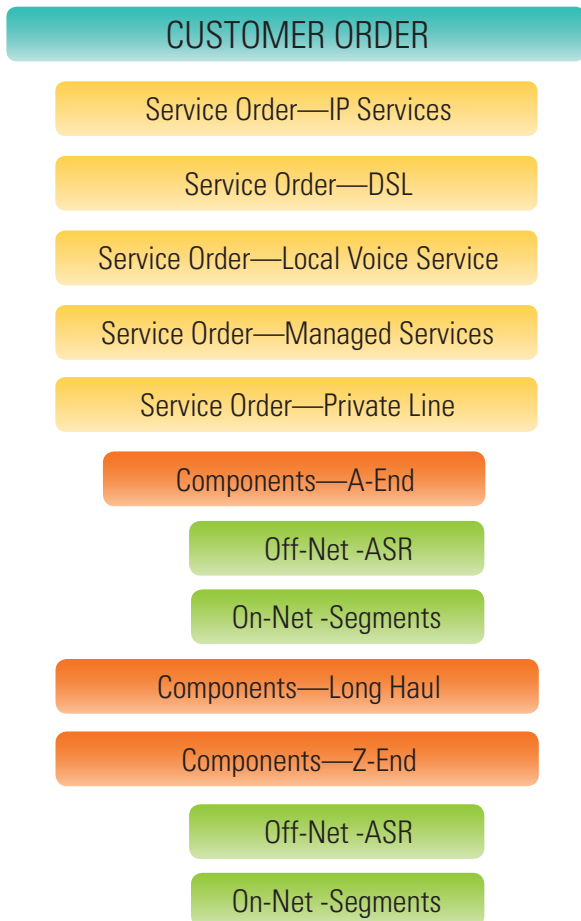 CUSTOMER ORDER
Service Order—IP Services
Service Order—DSL
Service Order—Local Voice Service
Service Order—Managed Services
Service Order—Private Line
Components—A-End
Off-Net -ASR
On-Net -Segments
Components—Long Haul
Components—Z-End
Off-Net -ASR
On-Net -Segments